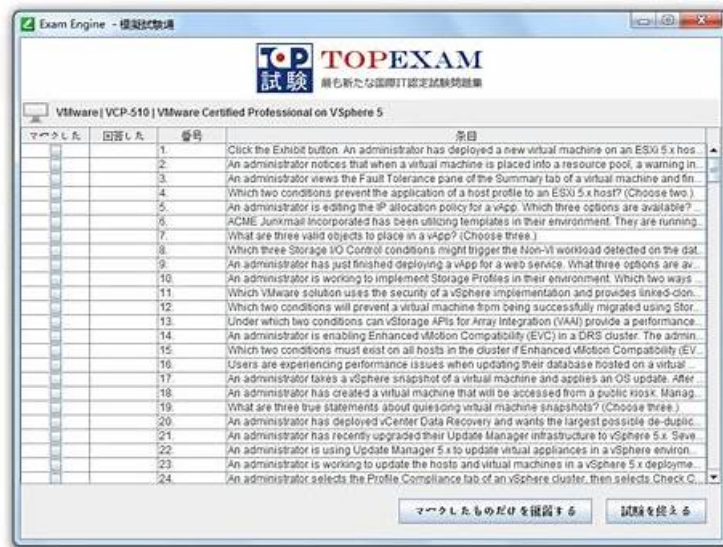 Exam Engine - 模擬試験通
TOP 試験
TOPEXAM
最も新たな国際IT認定試験問題集
VMware| VCP-510 | VMware Certified Professional on VSphere 5
マークした 回答した 番号 条目
1. Click the Exhibit button. An administrator has deployed a new virtual machine on an ESXi 5.x hos...
2. An administrator notices that when a virtual machine is placed into a resource pool, a warning in...
3. An administrator views the Fault Tolerance pane of the Summary tab of a virtual machine and fin...
4. Which two conditions prevent the application of a host profile to an ESXi 5.x host? (Choose two.)
5. An administrator is editing the IP allocation policy for a vApp. Which three options are available? ...
6. ACME Junkmail Incorporated has been utilizing templates in their environment. They are running...
7. What are three valid objects to place in a vApp? (Choose three.)
8. Which three Storage I/O Control conditions might trigger the Non-VI workload detected on the dat...
9. An administrator has just finished deploying a vApp for a web service. What three options are av...
10. An administrator is working to implement Storage Profiles in their environment. Which two ways ...
11. Which VMware solution uses the security of a vSphere implementation and provides linked-clon...
12. Which two conditions will prevent a virtual machine from being successfully migrated using Stor...
13. Under which two conditions can vStorage APIs for Array Integration (VAAI) provide a performance...
14. An administrator is enabling Enhanced vMotion Compatibility (EVC) in a DRS cluster. The admin...
15. Which two conditions must exist on all hosts in the cluster if Enhanced vMotion Compatibility (EV...
16. Users are experiencing performance issues when updating their database hosted on a virtual ...
17. An administrator takes a vSphere snapshot of a virtual machine and applies an OS update. After ...
18. An administrator has created a virtual machine that will be accessed from a public kiosk. Manag...
19. What are three true statements about quiescing virtual machine snapshots? (Choose three.)
20. An administrator has deployed vCenter Data Recovery and wants the largest possible de-duplic...
21. An administrator has recently upgraded their Update Manager infrastructure to vSphere 5.x. Seve...
22. An administrator is using Update Manager 5.x to update virtual appliances in a vSphere environ...
23. An administrator is working to update the hosts and virtual machines in a vSphere 5.x deployme...
24. An administrator selects the Profile Compliance tab of an vSphere cluster, then selects Check C...
マークしたものだけを復習する 試験を終える